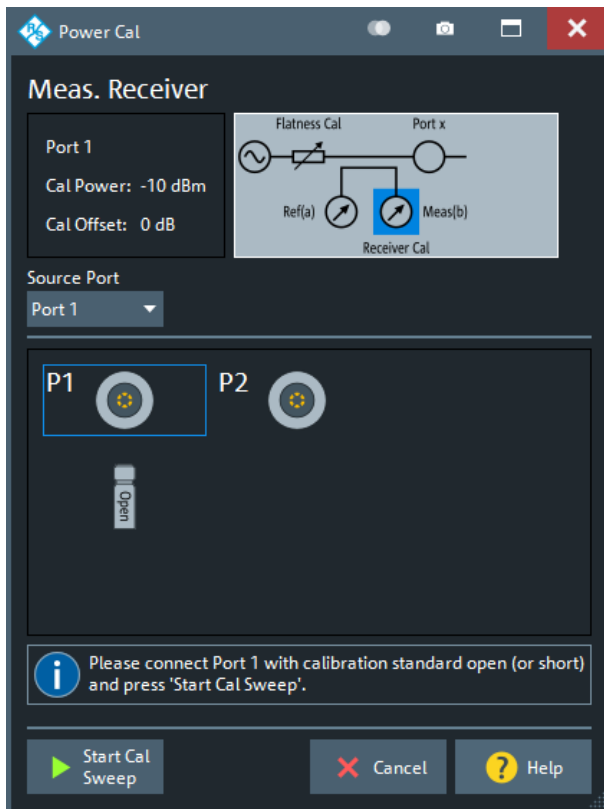 Power Cal
Meas. Receiver
Port 1
Cal Power: -10 dBm
Cal Offset: 0 dB
Flatness Cal
Port x
Ref(a)
Meas(b)
Receiver Cal
Source Port
Port 1
P1
P2
Open
i
Please connect Port 1 with calibration standard open (or short)
and press 'Start Cal Sweep'.
Start Cal
Sweep
Cancel
? Help